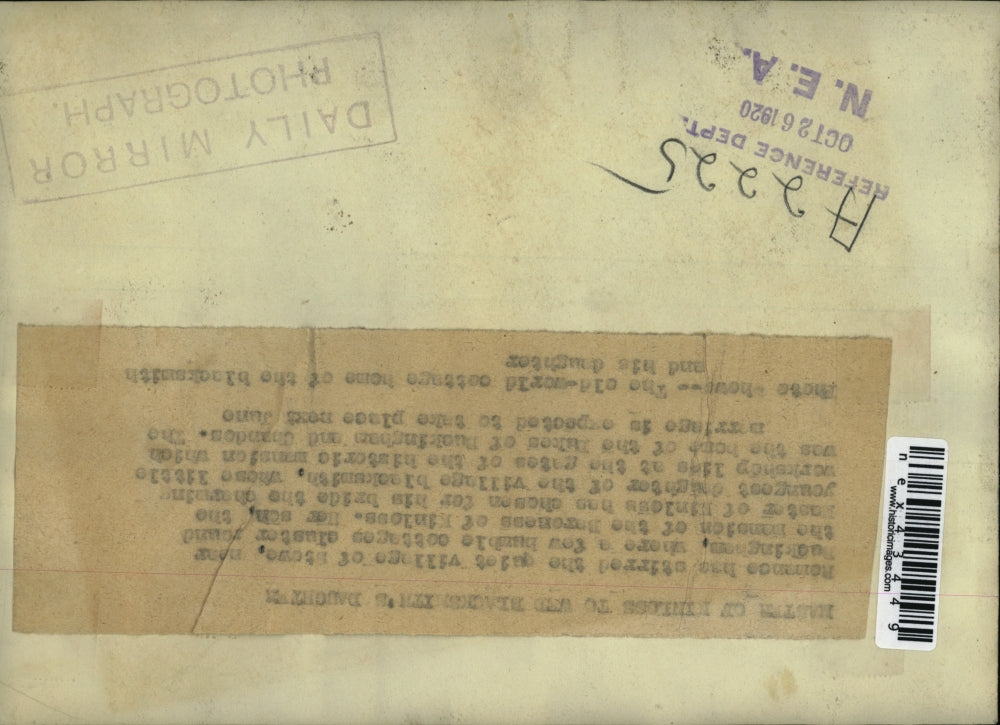 MASTER OF KINLOSS TO WED BLACKSMITH'S DAUGHTER
Romance has stirred the quiet village of Stowe, near
Buckingham, where a few humble cottages cluster round
the mansion of the Baroness of Kinloss. Her son, the
Master of Kinloss has chosen for his bride the charming
youngest daughter of the village blacksmith, whose little
worksho lies at the gates of the historic mansion which
was the home of the Dukes of Buckingham and Chandos. The
marriage is expected to take place next June
Photo Shows-- The old-world cottage home of the blacksmith
and his daughter
A 2225
REFERENCE DEPT.
OCT 26 1920
N. E. A.
DAILY MIRROR
PHOTOGRAPH.
www.historicimages.com
nex43449